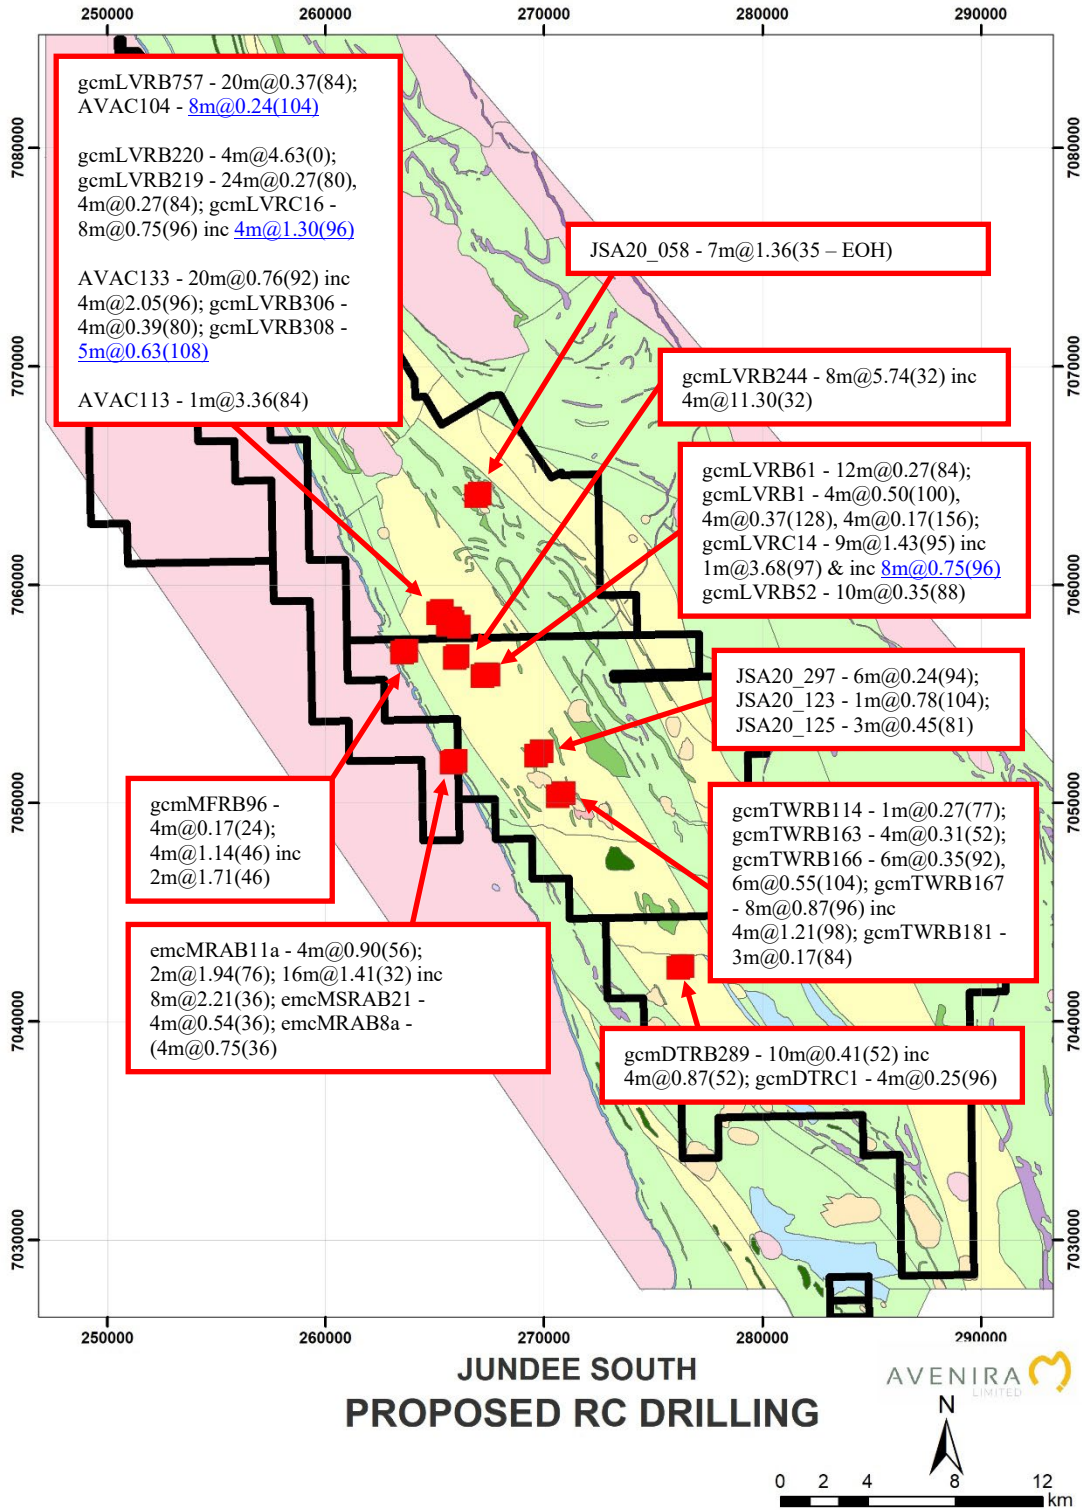 250000 260000 270000 280000 290000
7080000
7080000
7070000
7070000
7060000
7060000
7050000
7050000
7040000
7040000
7030000
7030000
gcmLVRB757 - 20m@0.37(84);
AVAC104 - 8m@0.24(104)
gcmLVRB220 - 4m@4.63(0);
gcmLVRB219 - 24m@0.27(80),
4m@0.27(84); gcmLVRC16 -
8m@0.75(96) inc 4m@1.30(96)
AVAC133 - 20m@0.76(92) inc
4m@2.05(96); gcmLVRB306 -
4m@0.39(80); gcmLVRB308 -
5m@0.63(108)
AVAC113 - 1m@3.36(84)
JSA20_058 - 7m@1.36(35 – EOH)
gcmLVRB244 - 8m@5.74(32) inc
4m@11.30(32)
gcmLVRB61 - 12m@0.27(84);
gcmLVRB1 - 4m@0.50(100),
4m@0.37(128), 4m@0.17(156);
gcmLVRC14 - 9m@1.43(95) inc
1m@3.68(97) & inc 8m@0.75(96)
gcmLVRB52 - 10m@0.35(88)
JSA20_297 - 6m@0.24(94);
JSA20_123 - 1m@0.78(104);
JSA20_125 - 3m@0.45(81)
gcmMFRB96 -
4m@0.17(24);
4m@1.14(46) inc
2m@1.71(46)
gcmTWRB114 - 1m@0.27(77);
gcmTWRB163 - 4m@0.31(52);
gcmTWRB166 - 6m@0.35(92),
6m@0.55(104); gcmTWRB167
- 8m@0.87(96) inc
4m@1.21(98); gcmTWRB181 -
3m@0.17(84)
emcMRAB11a - 4m@0.90(56);
2m@1.94(76); 16m@1.41(32) inc
8m@2.21(36); emcMSRAB21 -
4m@0.54(36); emcMRAB8a -
(4m@0.75(36)
gcmDTRB289 - 10m@0.41(52) inc
4m@0.87(52); gcmDTRC1 - 4m@0.25(96)
250000 260000 270000 280000 290000
JUNDEE SOUTH
PROPOSED RC DRILLING
AVENIRA
LIMITED
N
0 2 4 8 12
km